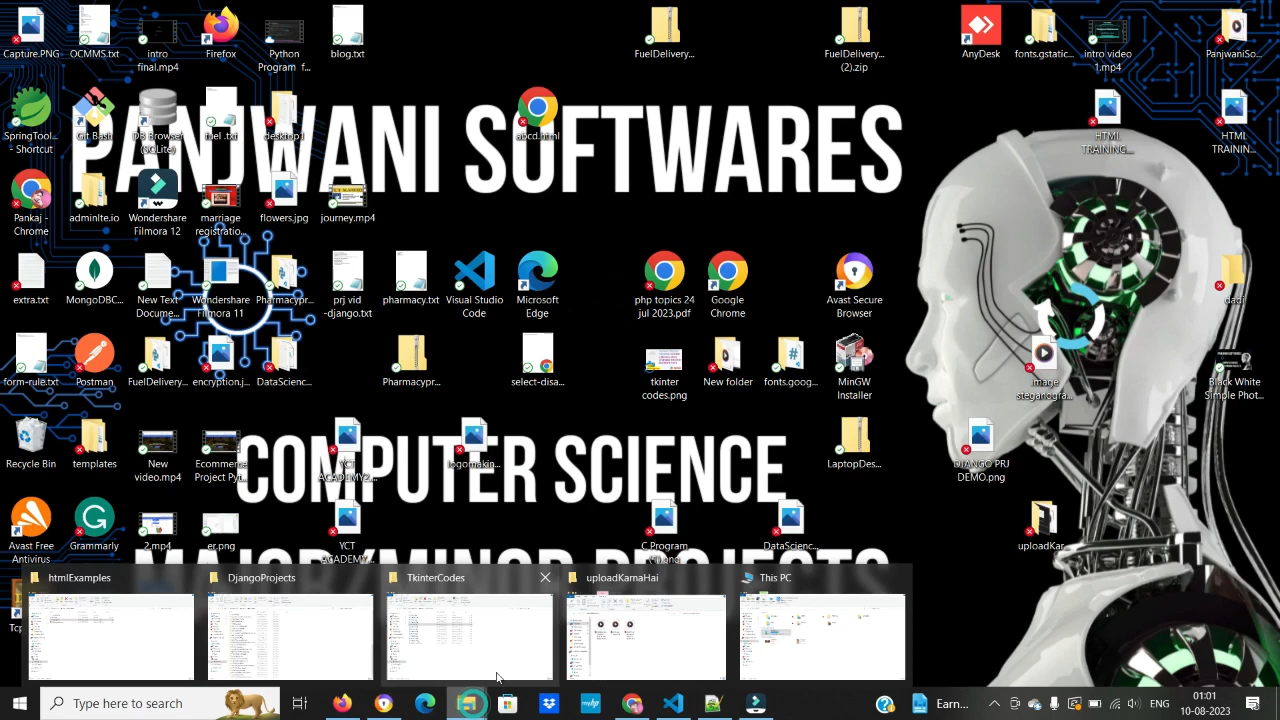 Capture.PNG
OCMMS.txt
intro
final.mp4
Firefox
Python
Program f...
blog.txt
FuelDelivery...
FuelDelivery...
(2).zip
AnyDesk
fonts.gstatic...
intro video
1.mp4
PanjwaniSo...
PANJWANI SOFTWARES
SpringTool...
- Shortcut
Git Bash
DB Browser
(SQLite)
fuel .txt
desktop1
abcd.html
HTML
TRAINING...
HTML
TRAININ...
Pankaj -
Chrome
adminlte.io
Wondershare
Filmora 12
marriage
registratio...
flowers.jpg
journey.mp4
extra.txt
MongoDBC...
New Text
Docume...
Wondershare
Filmora 11
Pharmacypr...
prj vid
-django.txt
pharmacy.txt
Visual Studio
Code
Microsoft
Edge
php topics 24
jul 2023.pdf
Google
Chrome
Avast Secure
Browser
dadi
form-rule.txt
Postman
FuelDelivery...
encryption.j...
DataScienc...
Pharmacypr...
select-disa...
tkinter
codes.png
New folder
fonts.goog...
MinGW
Installer
image
steganogra...
Black White
Simple Phot...
COMPUTER SCIENCE
Recycle Bin
templates
New
video.mp4
Ecommerce
Project Pyt...
YCT
ACADEMY2...
logomakin...
LaptopDes...
DJANGO PRJ
DEMO.png
Avast Free
Antivirus
Grammarly
2.mp4
er.png
YCT
ACADEMY...
C Program
DataScienc...
uploadKar...
htmlExamples
DjangoProjects
TkinterCodes
uploadKarnaHai
This PC
Type here to search
Earn...
ENG
01:01
10-08-2023